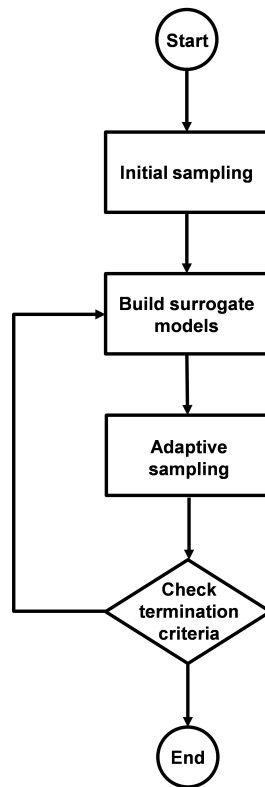 Start
Initial sampling
Build surrogate
models
Adaptive
sampling
Check
termination
criteria
End